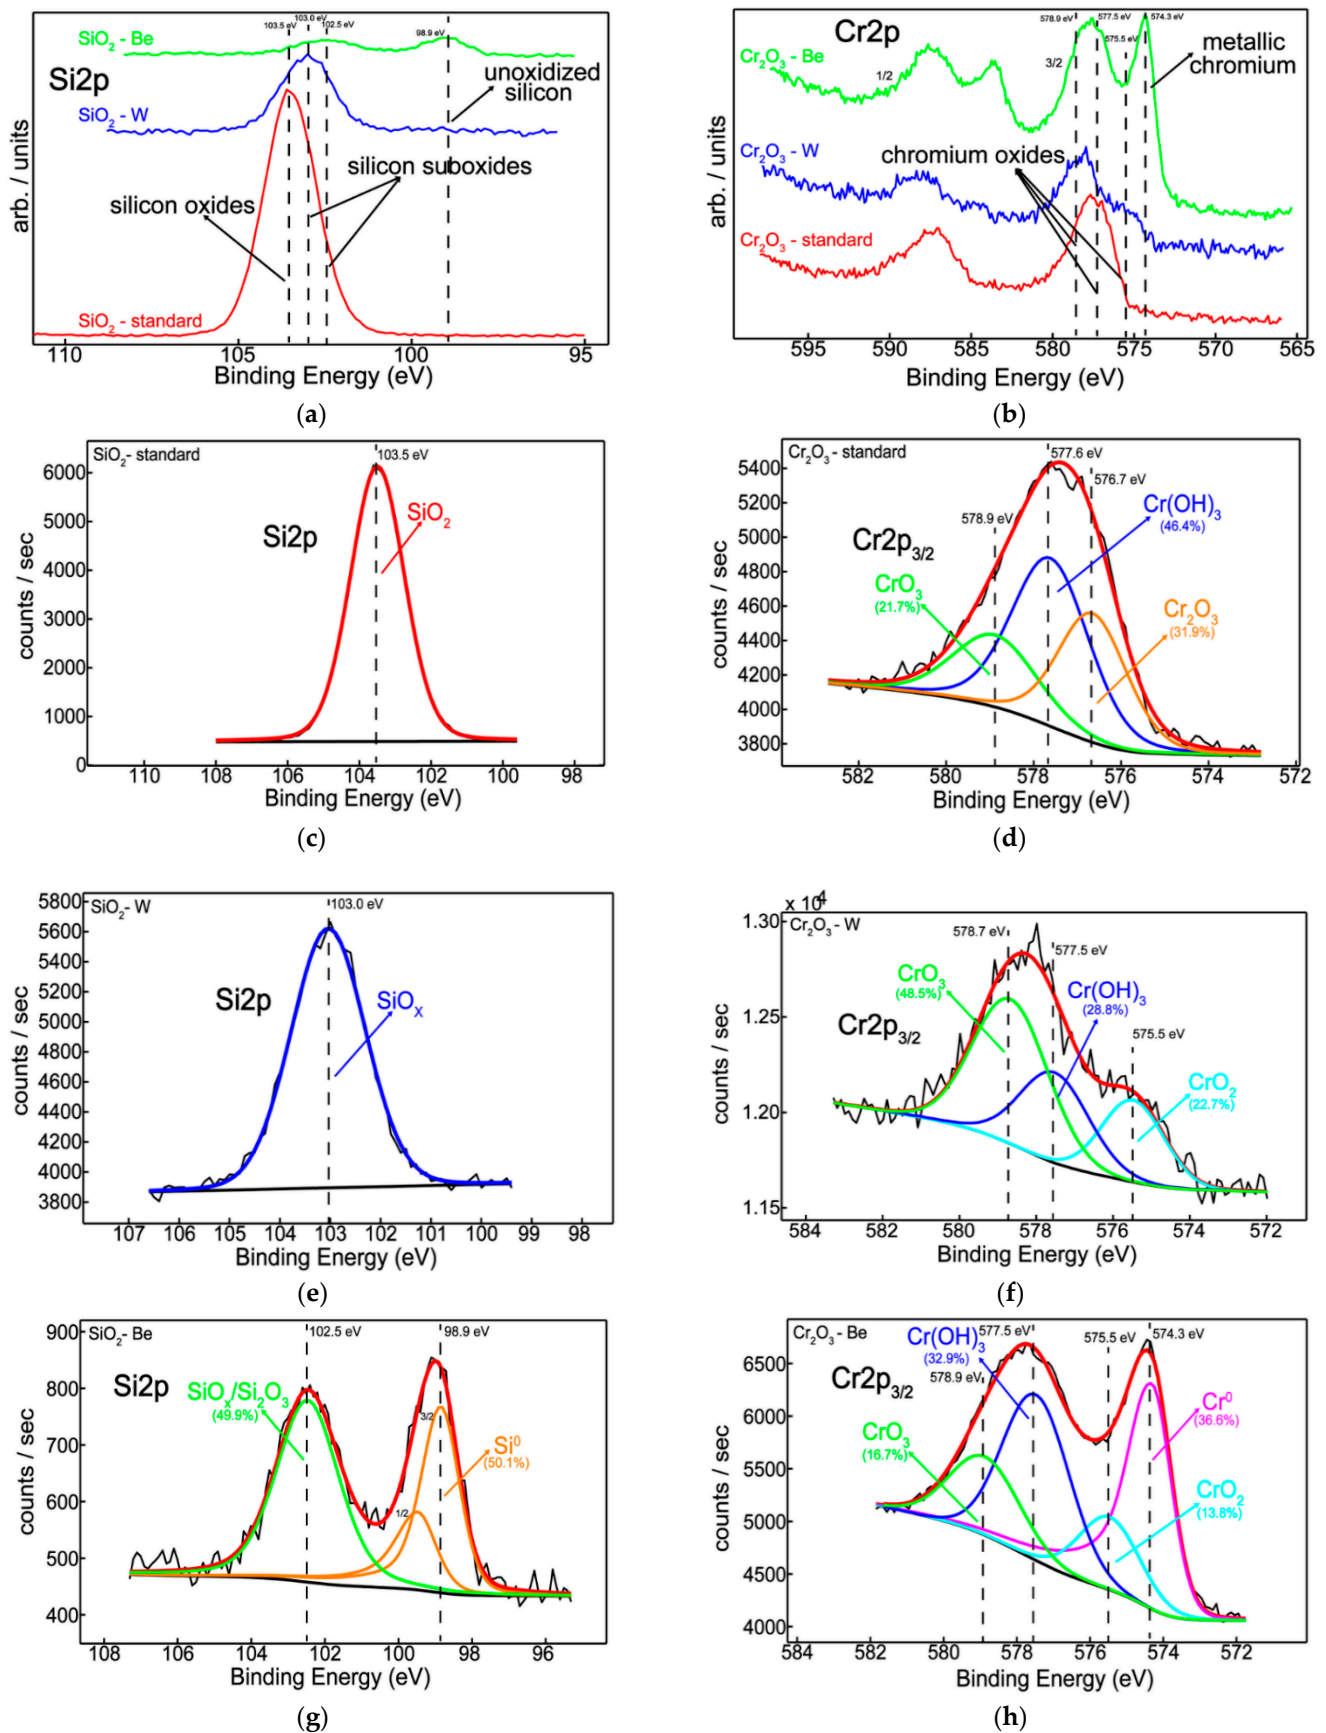 103.5 eV
103.0 eV
102.5 eV
98.9 eV
SiO2 - Be
Si2p
unoxidized
silicon
SiO2 - W
silicon suboxides
silicon oxides
SiO2 - standard
arb. / units
110 105 100 95
Binding Energy (eV)
(a)
578.9 eV
577.5 eV
574.3 eV
575.5 eV
Cr2p
Cr2O3 - Be
1/2
3/2
metallic
chromium
Cr2O3 - W
chromium oxides
Cr2O3 - standard
arb. / units
595 590 585 580 575 570 565
Binding Energy (eV)
(b)
SiO2- standard
103.5 eV
Si2p
SiO2
counts / sec
6000
5000
4000
3000
2000
1000
0
110 108 106 104 102 100 98
Binding Energy (eV)
(c)
Cr2O3 - standard
577.6 eV
576.7 eV
578.9 eV
Cr(OH)3
(46.4%)
Cr2p3/2
CrO3
(21.7%)
Cr2O3
(31.9%)
counts / sec
5400
5200
5000
4800
4600
4400
4200
4000
3800
582 580 578 576 574 572
Binding Energy (eV)
(d)
SiO2- W
103.0 eV
Si2p
SiOX
counts / sec
5800
5600
5400
5200
5000
4800
4600
4400
4200
4000
3800
107 106 105 104 103 102 101 100 99 98
Binding Energy (eV)
(e)
x 10^4
Cr2O3 - W
578.7 eV
577.5 eV
CrO3
(48.5%)
Cr(OH)3
(28.8%)
Cr2p3/2
575.5 eV
CrO2
(22.7%)
counts / sec
1.30
1.25
1.20
1.15
584 582 580 578 576 574 572
Binding Energy (eV)
(f)
SiO2- Be
102.5 eV
98.9 eV
Si2p
SiOx/Si2O3
(49.9%)
3/2
Si0
(50.1%)
1/2
counts / sec
900
800
700
600
500
400
108 106 104 102 100 98 96
Binding Energy (eV)
(g)
Cr2O3 - Be
577.5 eV
575.5 eV
574.3 eV
Cr(OH)3
(32.9%)
578.9 eV
Cr2p3/2
Cr0
(36.6%)
CrO3
(16.7%)
CrO2
(13.8%)
counts / sec
6500
6000
5500
5000
4500
4000
584 582 580 578 576 574 572
Binding Energy (eV)
(h)